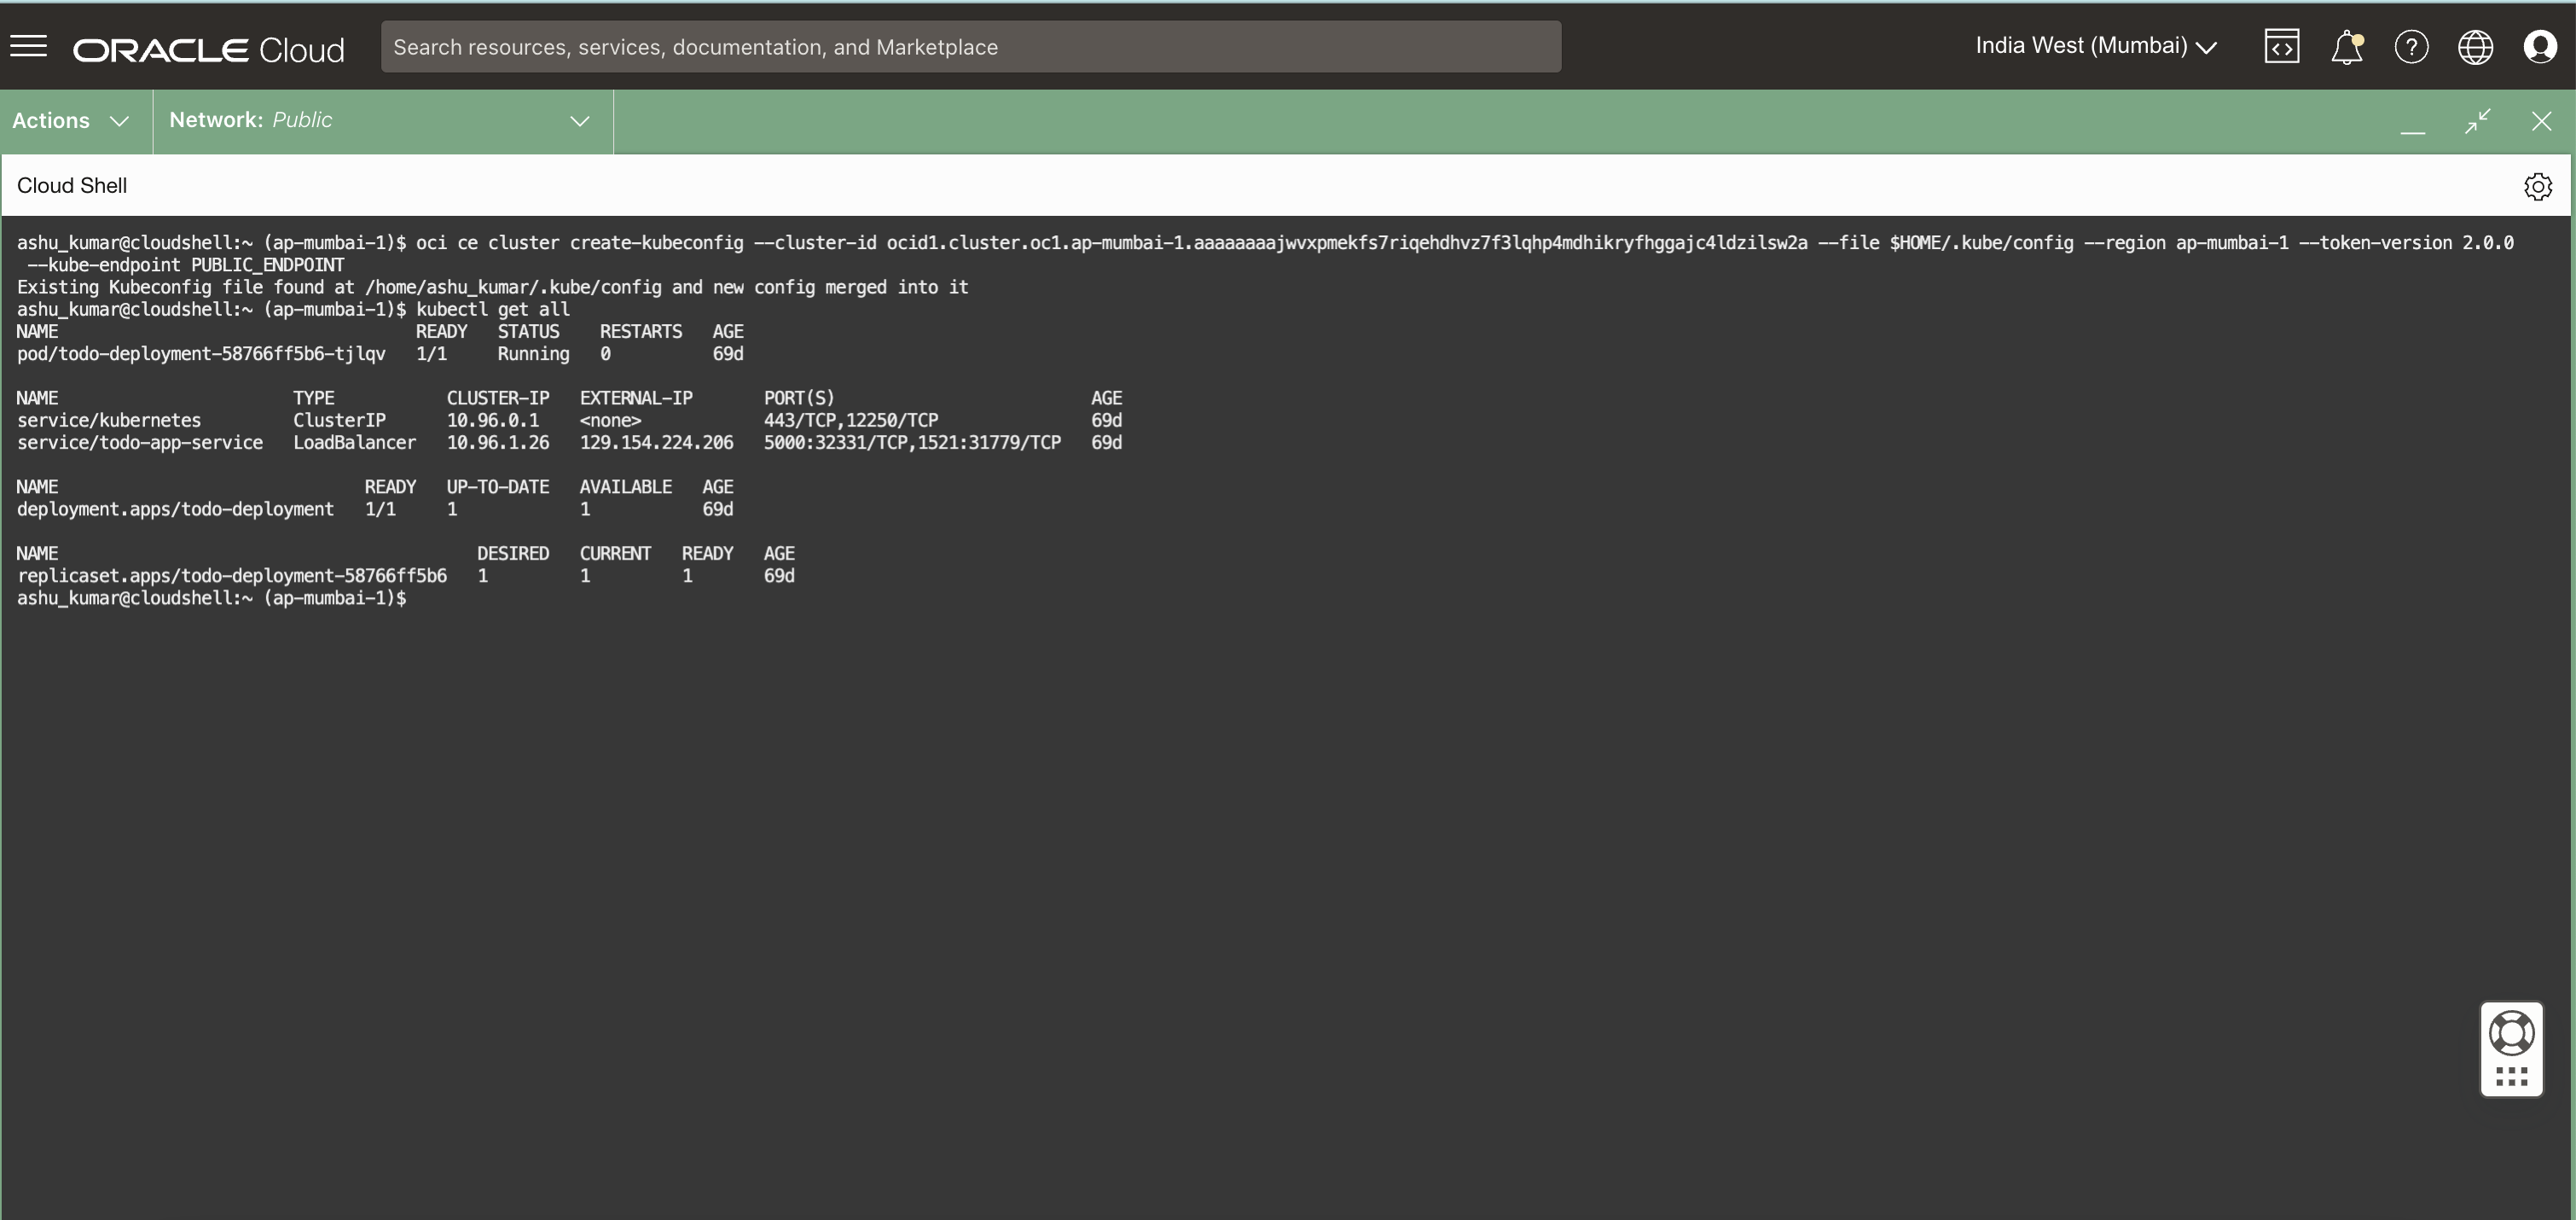 ORACLE Cloud
Search resources, services, documentation, and Marketplace
India West (Mumbai)
Actions
Network: Public
Cloud Shell
ashu_kumar@cloudshell:~ (ap-mumbai-1)$ oci ce cluster create-kubeconfig --cluster-id ocid1.cluster.oc1.ap-mumbai-1.aaaaaaaajwvxpmekfs7riqehdhvz7f3lqhp4mdhikryfhggajc4ldzilsw2a --file $HOME/.kube/config --region ap-mumbai-1 --token-version 2.0.0
--kube-endpoint PUBLIC_ENDPOINT
Existing Kubeconfig file found at /home/ashu_kumar/.kube/config and new config merged into it
ashu_kumar@cloudshell:~ (ap-mumbai-1)$ kubectl get all
NAME READY STATUS RESTARTS AGE
pod/todo-deployment-58766ff5b6-tjlqv 1/1 Running 0 69d
NAME TYPE CLUSTER-IP EXTERNAL-IP PORT(S) AGE
service/kubernetes ClusterIP 10.96.0.1 <none> 443/TCP,12250/TCP 69d
service/todo-app-service LoadBalancer 10.96.1.26 129.154.224.206 5000:32331/TCP,1521:31779/TCP 69d
NAME READY UP-TO-DATE AVAILABLE AGE
deployment.apps/todo-deployment 1/1 1 1 69d
NAME DESIRED CURRENT READY AGE
replicaset.apps/todo-deployment-58766ff5b6 1 1 1 69d
ashu_kumar@cloudshell:~ (ap-mumbai-1)$